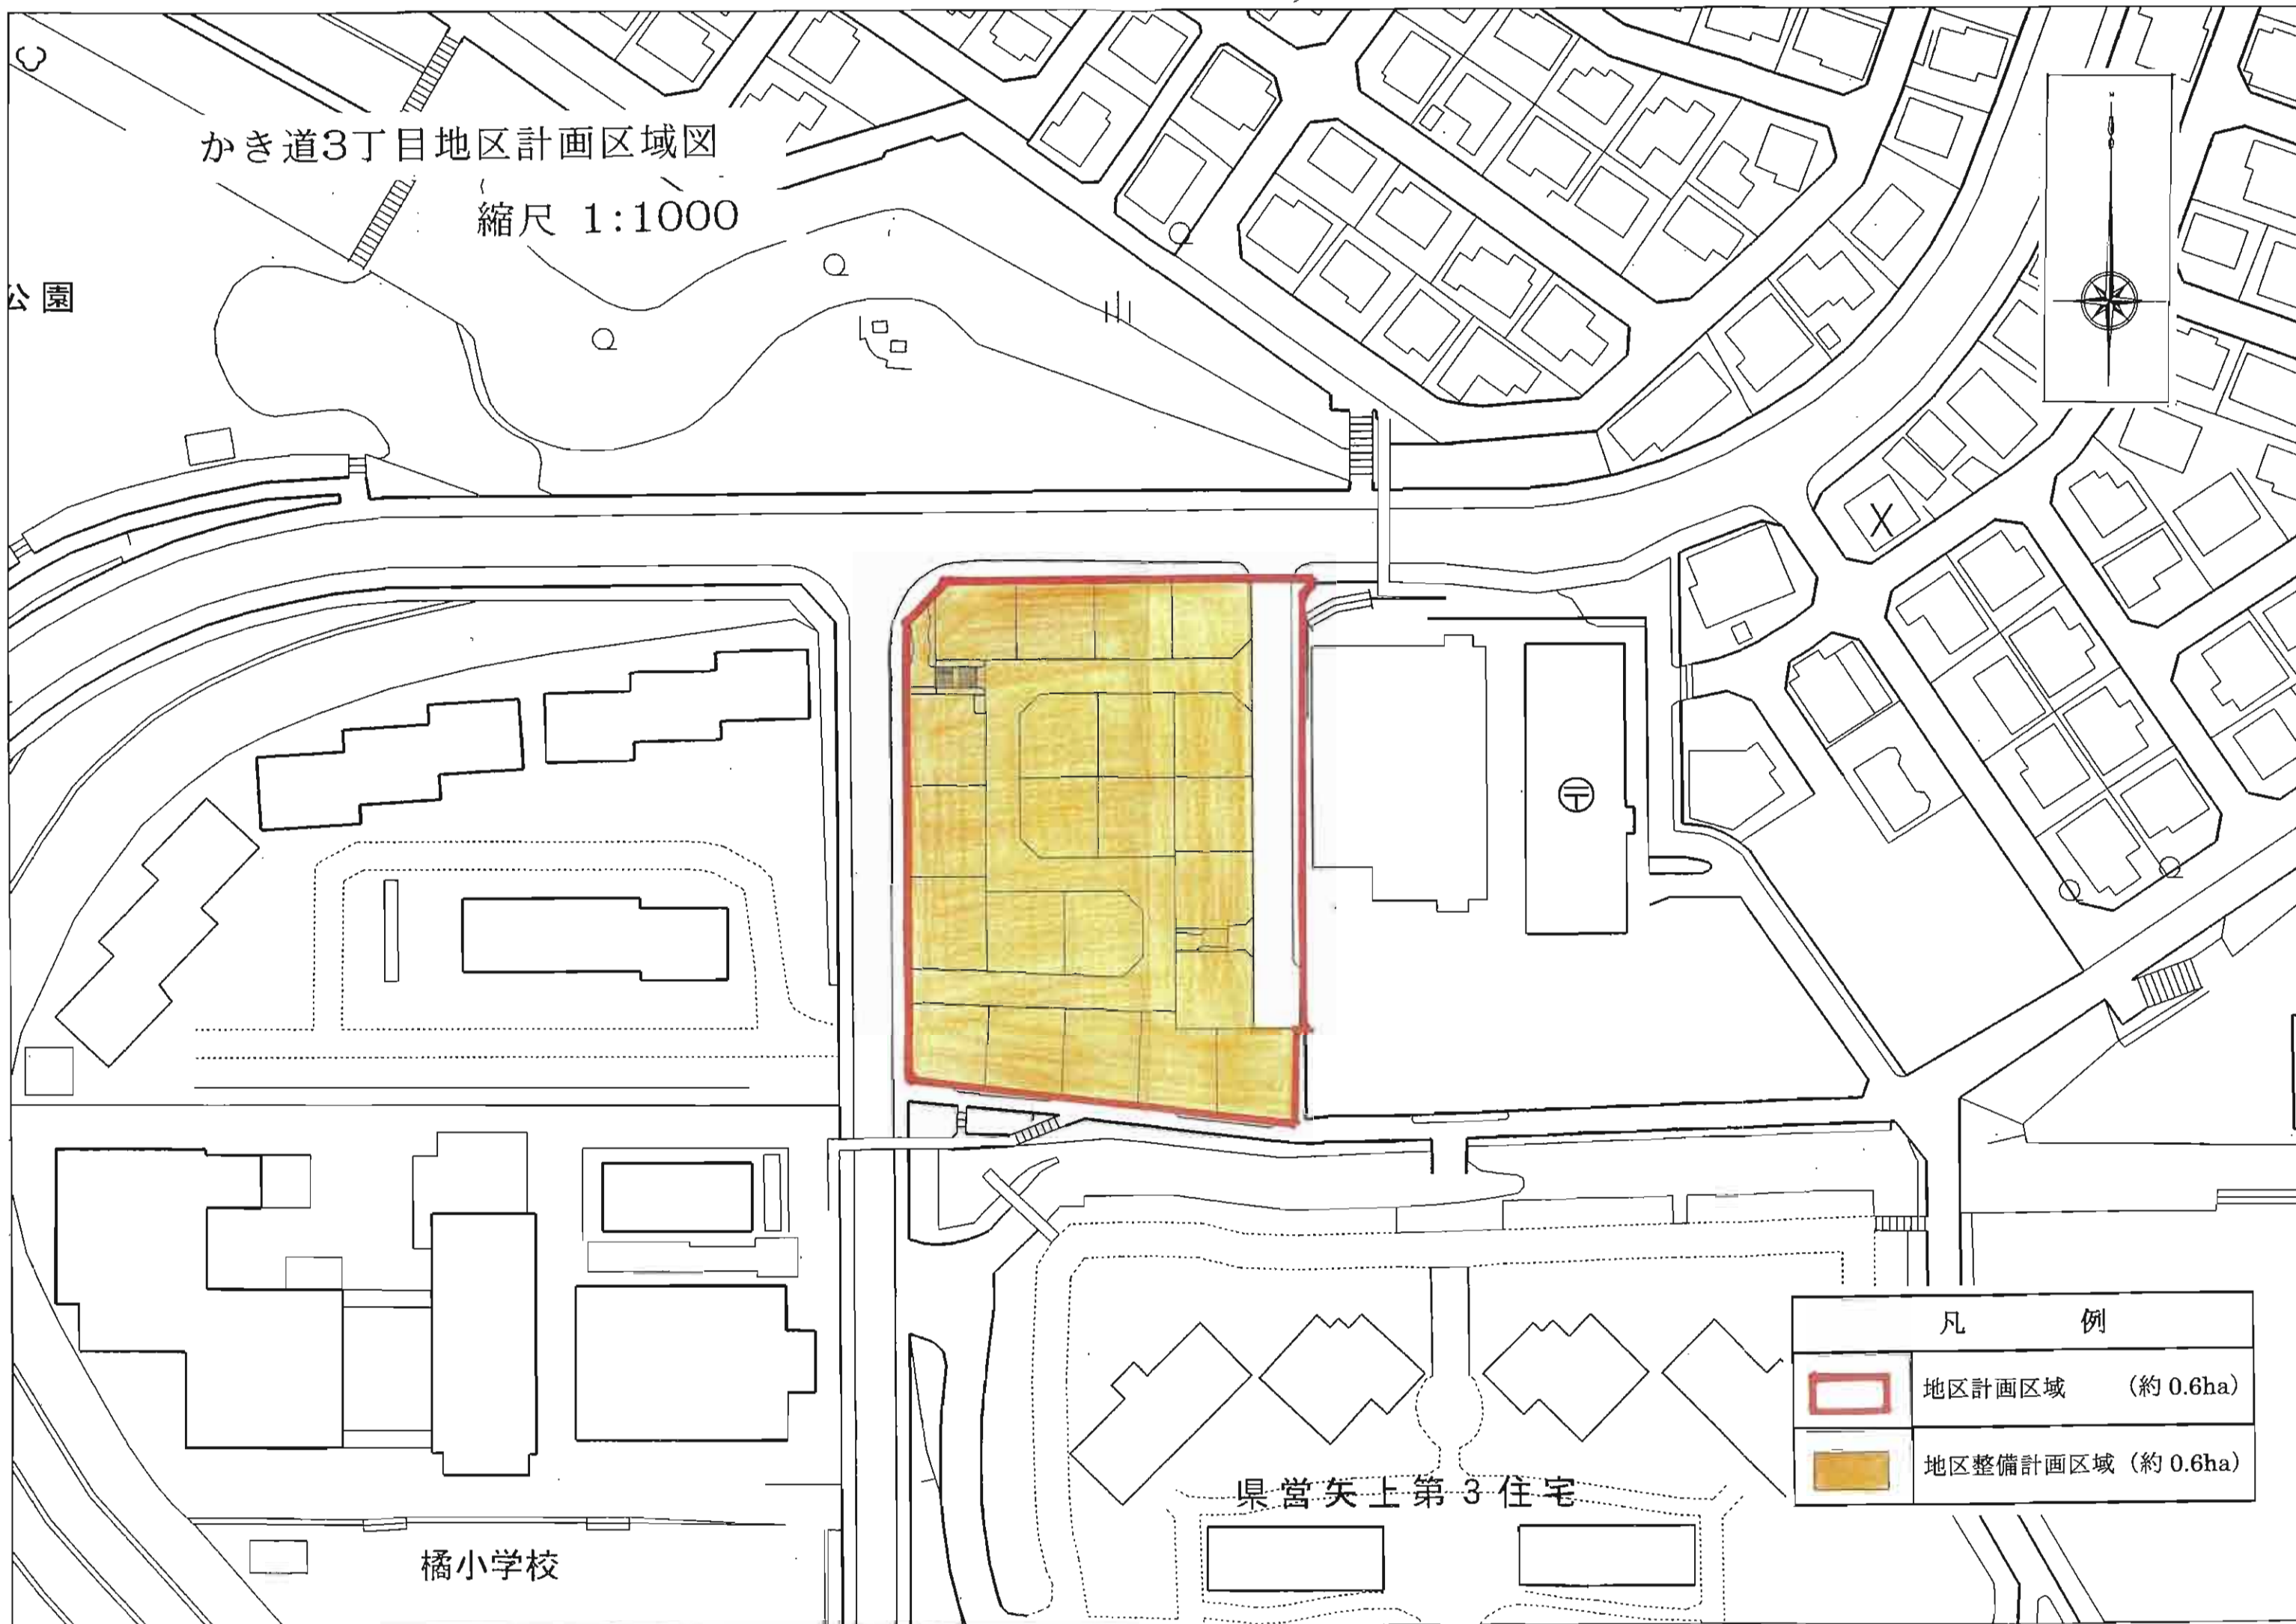 かき道3丁目地区計画区域図
縮尺 1:1000
公園
N
凡 例
地区計画区域 （約 0.6ha）
地区整備計画区域（約 0.6ha）
県営矢上第3住宅
橘小学校